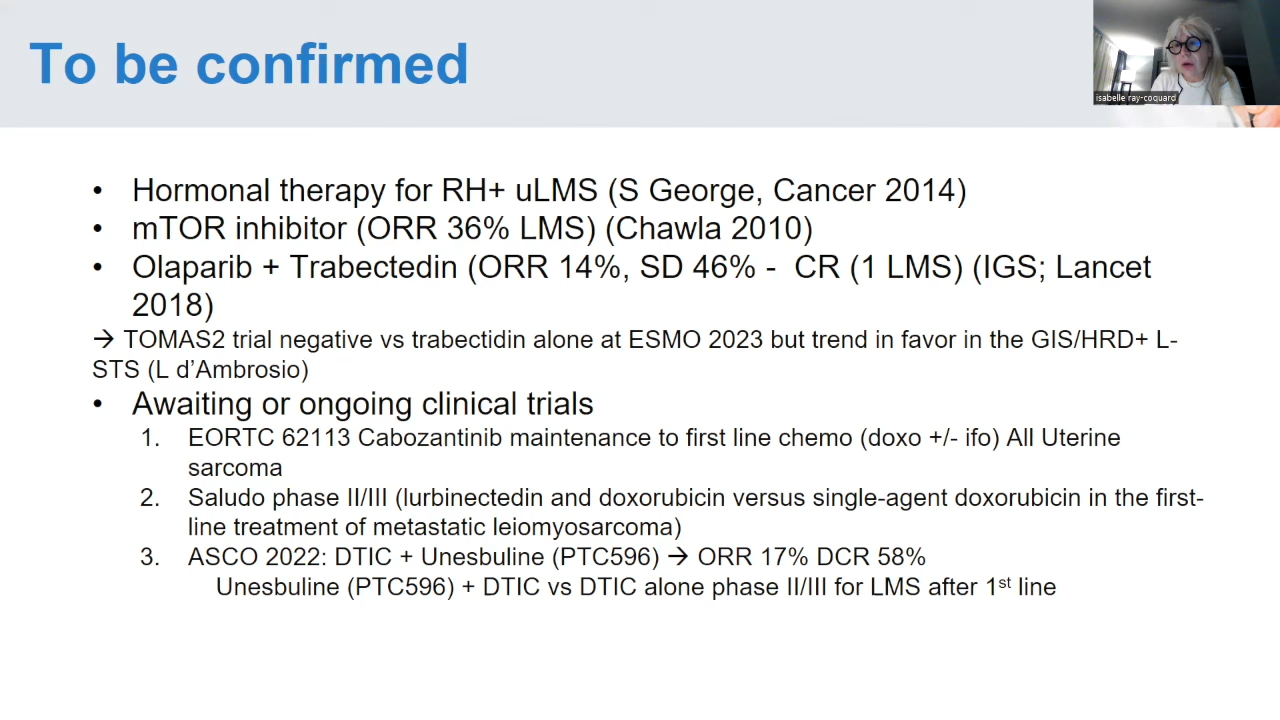 To be confirmed
isabelle ray-coquard
• Hormonal therapy for RH+ uLMS (S George, Cancer 2014)
• mTOR inhibitor (ORR 36% LMS) (Chawla 2010)
• Olaparib + Trabectedin (ORR 14%, SD 46% - CR (1 LMS) (IGS; Lancet
2018)
→ TOMAS2 trial negative vs trabectidin alone at ESMO 2023 but trend in favor in the GIS/HRD+ L-
STS (L d’Ambrosio)
• Awaiting or ongoing clinical trials
1. EORTC 62113 Cabozantinib maintenance to first line chemo (doxo +/- ifo) All Uterine
sarcoma
2. Saludo phase II/III (lurbinectedin and doxorubicin versus single-agent doxorubicin in the first-
line treatment of metastatic leiomyosarcoma)
3. ASCO 2022: DTIC + Unesbuline (PTC596) → ORR 17% DCR 58%
Unesbuline (PTC596) + DTIC vs DTIC alone phase II/III for LMS after 1st line